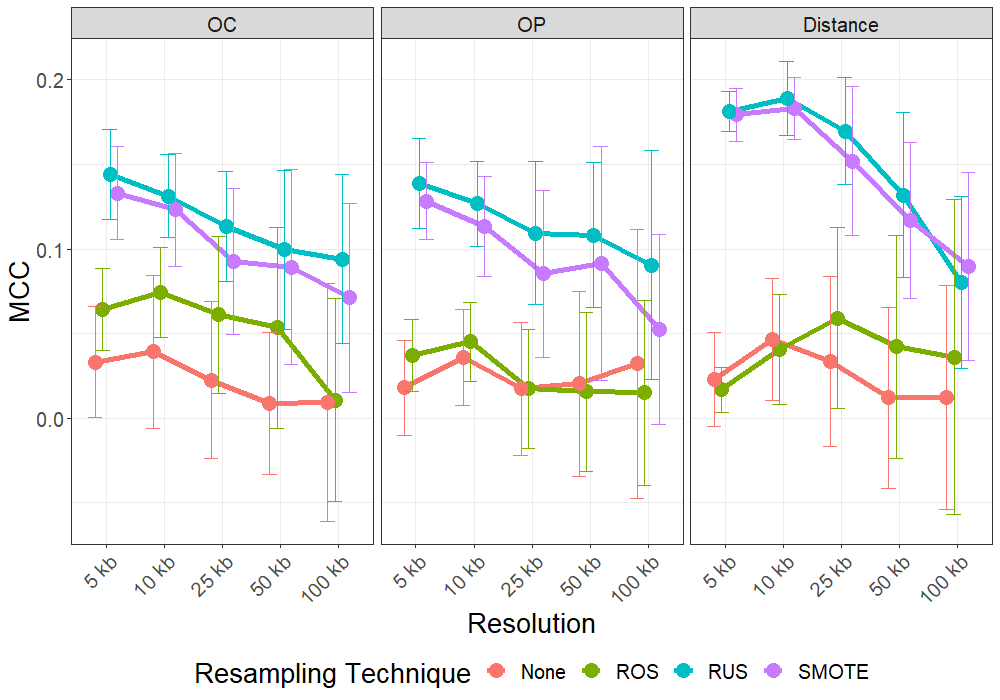 OC OP Distance
MCC
0.2
0.1
0.0
5 kb 10 kb 25 kb 50 kb 100 kb 5 kb 10 kb 25 kb 50 kb 100 kb 5 kb 10 kb 25 kb 50 kb 100 kb
Resolution
Resampling Technique None ROS RUS SMOTE